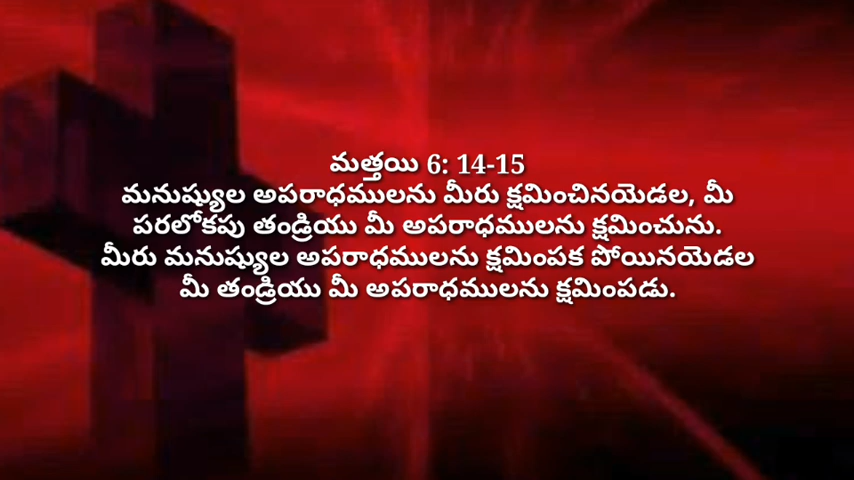 మత్తయి 6: 14-15
మనుష్యుల అపరాధములను మీరు క్షమించినయెడల, మీ
పరలోకపు తండ్రియు మీ అపరాధములను క్షమించును.
మీరు మనుష్యుల అపరాధములను క్షమింపక పోయినయెడల
మీ తండ్రియు మీ అపరాధములను క్షమింపడు.